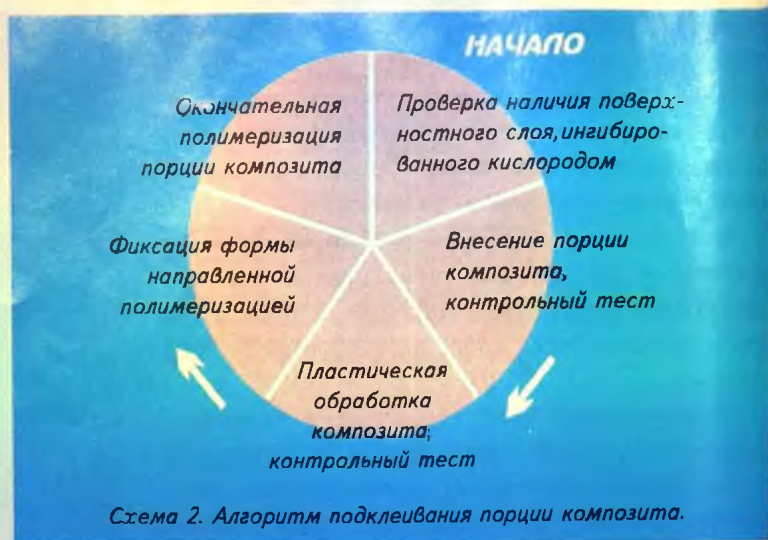 НАЧАЛО
Проверка наличия поверх-
ностного слоя, ингибиро-
ванного кислородом
Внесение порции
композита,
контрольный тест
Пластическая
обработка
композита,
контрольный тест
Фиксация формы
направленной
полимеризацией
Окончательная
полимеризация
порции композита
Схема 2. Алгоритм подклеивания порции композита.